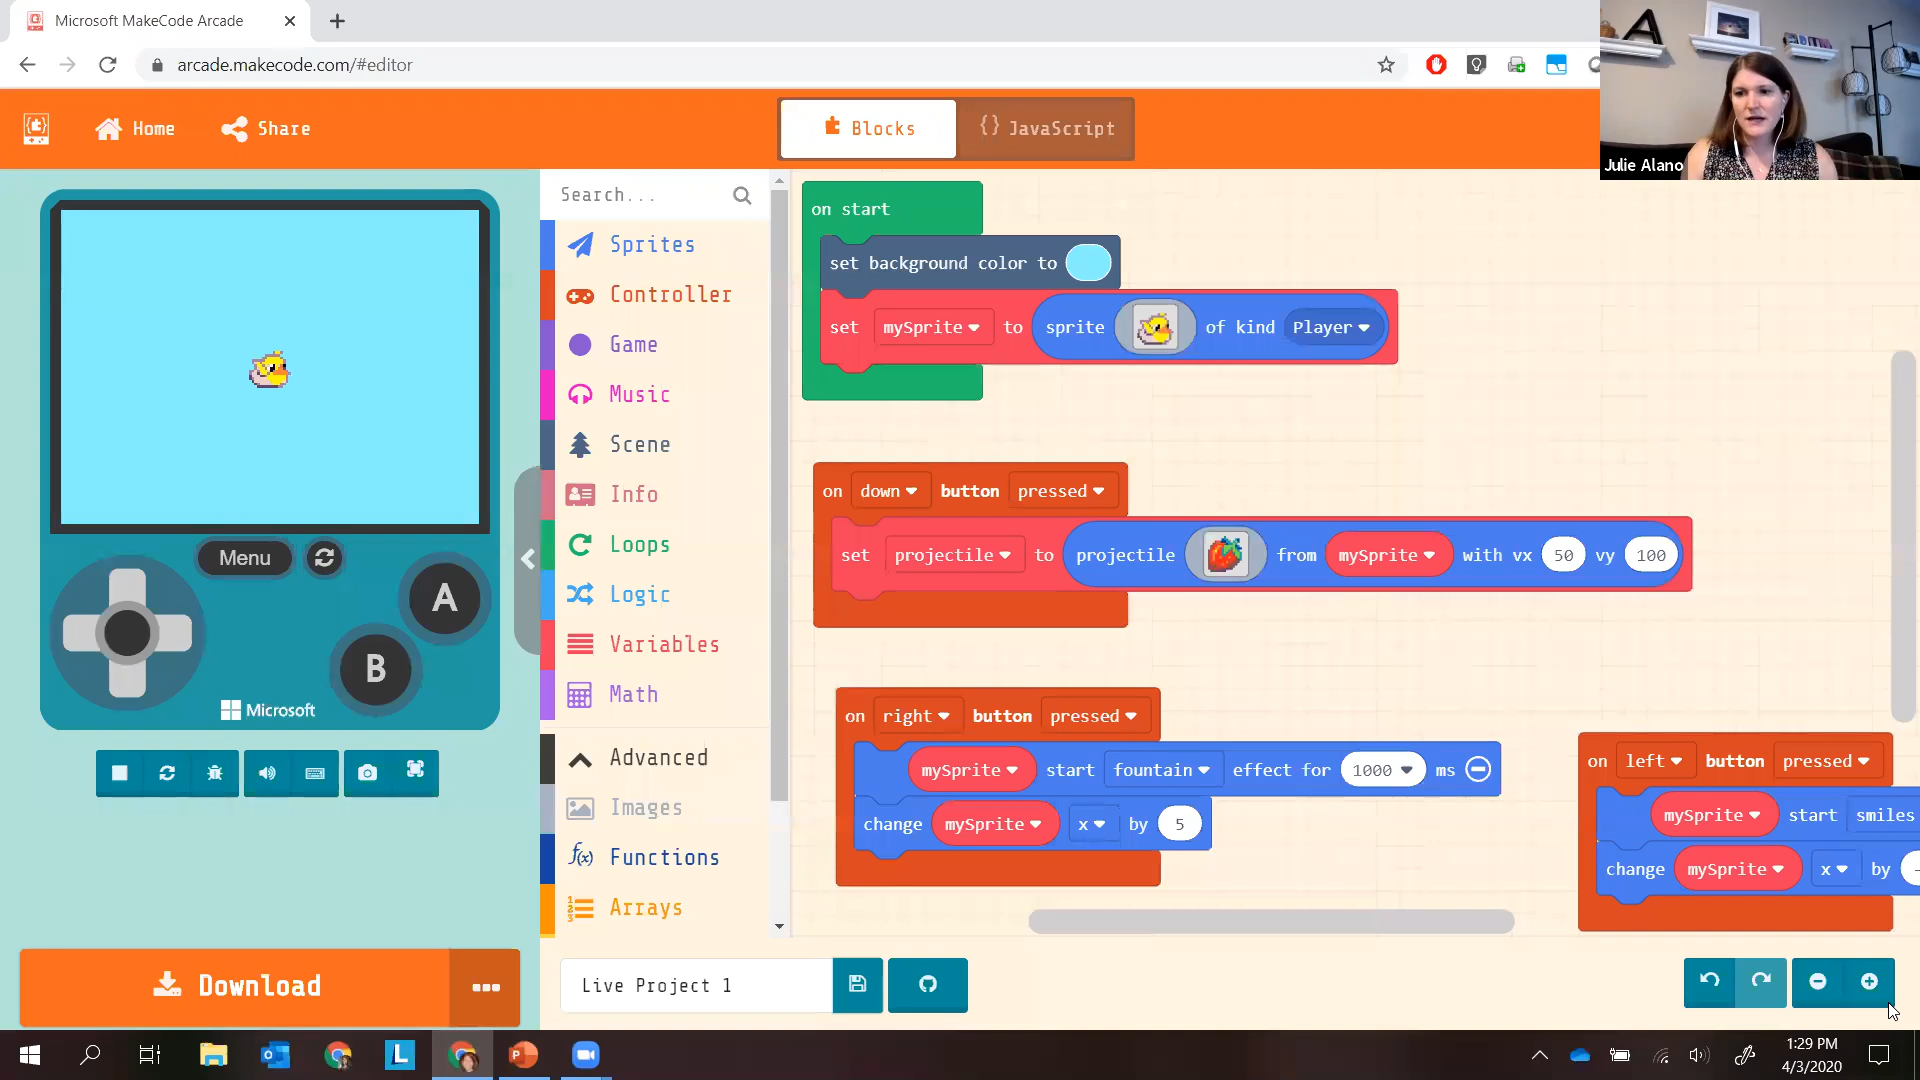 Microsoft MakeCode Arcade
arcade.makecode.com/#editor
Home
Share
Blocks
{} JavaScript
Julie Alano
Menu
A
B
Microsoft
Search...
Sprites
Controller
Game
Music
Scene
Info
Loops
Logic
Variables
Math
Advanced
Images
Functions
Arrays
on start
set background color to
set mySprite to sprite of kind Player
on down button pressed
set projectile to projectile from mySprite with vx 50 vy 100
on right button pressed
mySprite start fountain effect for 1000 ms
change mySprite x by 5
on left button pressed
mySprite start smiles
change mySprite x by -
Download
...
Live Project 1
1:29 PM
4/3/2020